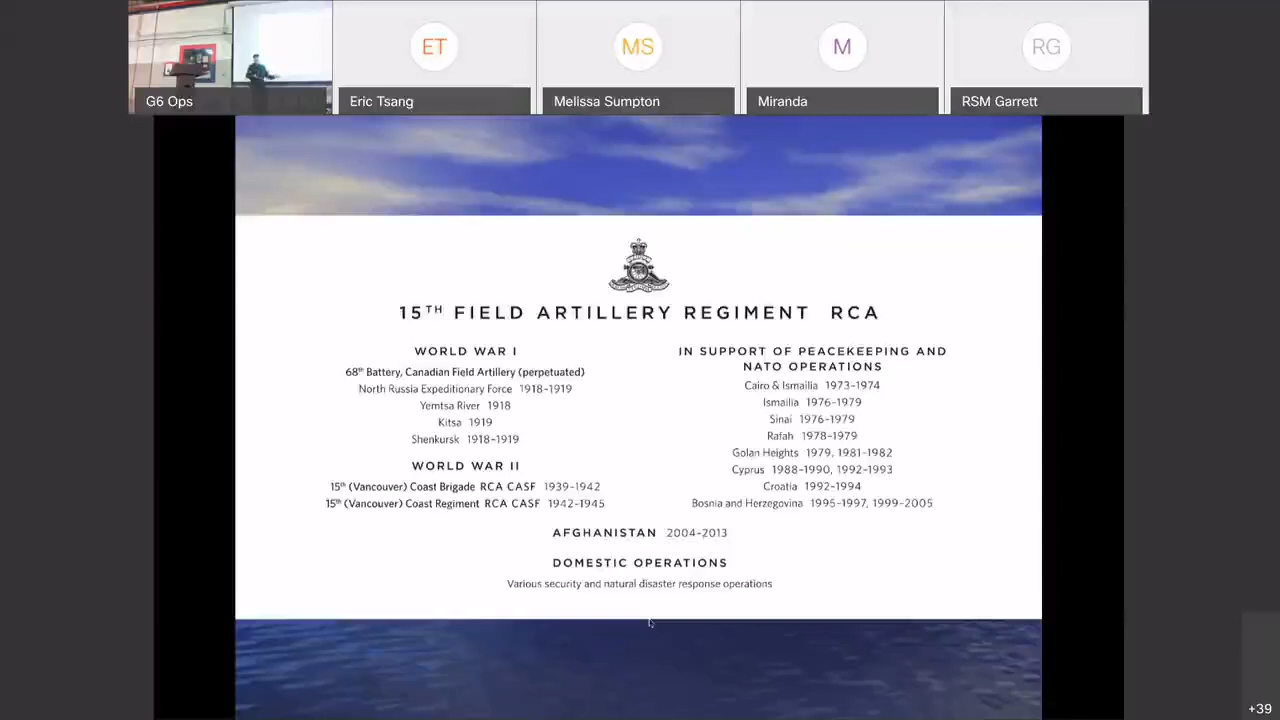 ET
MS
M
RG
G6 Ops
Eric Tsang
Melissa Sumpton
Miranda
RSM Garrett
15TH FIELD ARTILLERY REGIMENT RCA
WORLD WAR I
68th Battery, Canadian Field Artillery (perpetuated)
North Russia Expeditionary Force 1918–1919
Yemtsa River 1918
Kitsa 1919
Shenkursk 1918–1919
WORLD WAR II
15th (Vancouver) Coast Brigade RCA CASF 1939–1942
15th (Vancouver) Coast Regiment RCA CASF 1942–1945
IN SUPPORT OF PEACEKEEPING AND
NATO OPERATIONS
Cairo & Ismailia 1973–1974
Ismailia 1976–1979
Sinai 1976–1979
Rafah 1978–1979
Golan Heights 1979, 1981–1982
Cyprus 1988–1990, 1992–1993
Croatia 1992–1994
Bosnia and Herzegovina 1995–1997, 1999–2005
AFGHANISTAN 2004–2013
DOMESTIC OPERATIONS
Various security and natural disaster response operations
+39